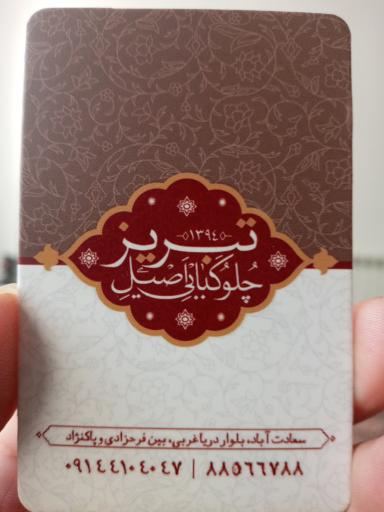 ۱۳۹۴
تبریز
چلوکبابی اصیل
سعادت آباد، بلوار دریا غربی، بین فرحزادی و پاکنژاد
۰۹۱۴۴۱۰۴۰۴۷ | ۸۸۵۶۶۷۸۸